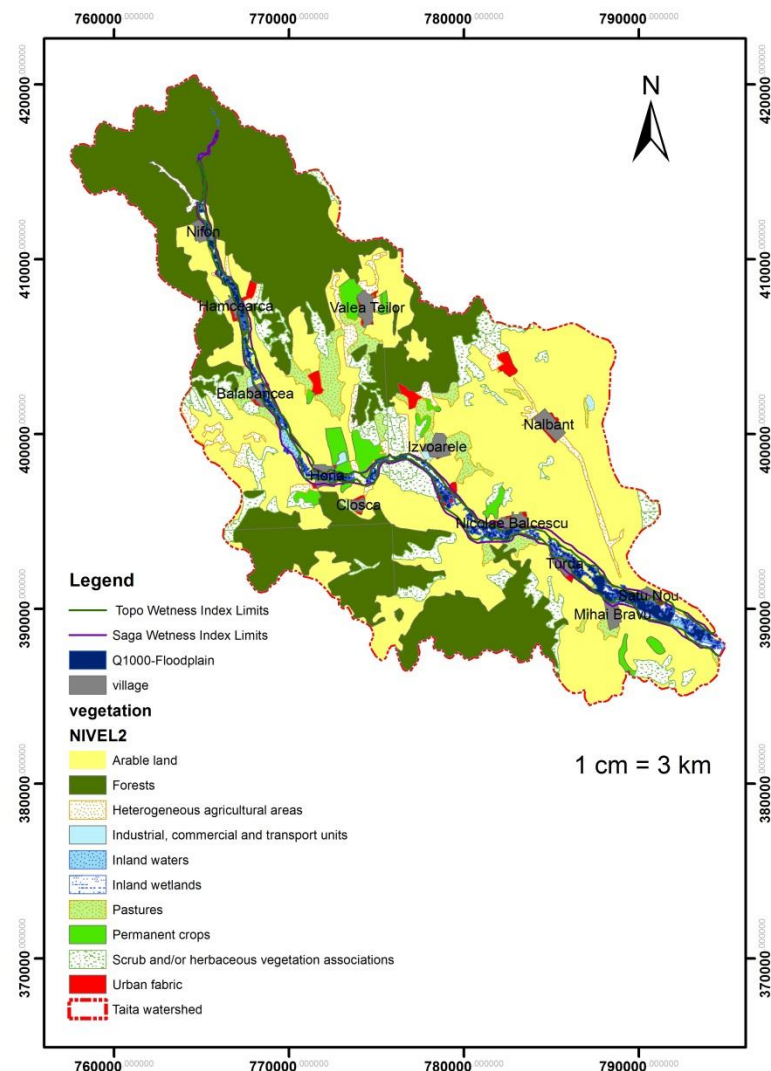 760000.000000 770000.000000 780000.000000 790000.000000
420000.000000 420000.000000
410000.000000 410000.000000
400000.000000 400000.000000
390000.000000 390000.000000
380000.000000 380000.000000
370000.000000 370000.000000
N
Nifon
Hamcearca
Valea Teilor
Balabancea
Nalbant
Izvoarele
Horia
Closca
Nicolae Balcescu
Turda
Satu Nou
Mihai Bravu
Legend
Topo Wetness Index Limits
Saga Wetness Index Limits
Q1000-Floodplain
village
vegetation
NIVEL2
Arable land
Forests
Heterogeneous agricultural areas
Industrial, commercial and transport units
Inland waters
Inland wetlands
Pastures
Permanent crops
Scrub and/or herbaceous vegetation associations
Urban fabric
Taita watershed
1 cm = 3 km
760000.000000 770000.000000 780000.000000 790000.000000